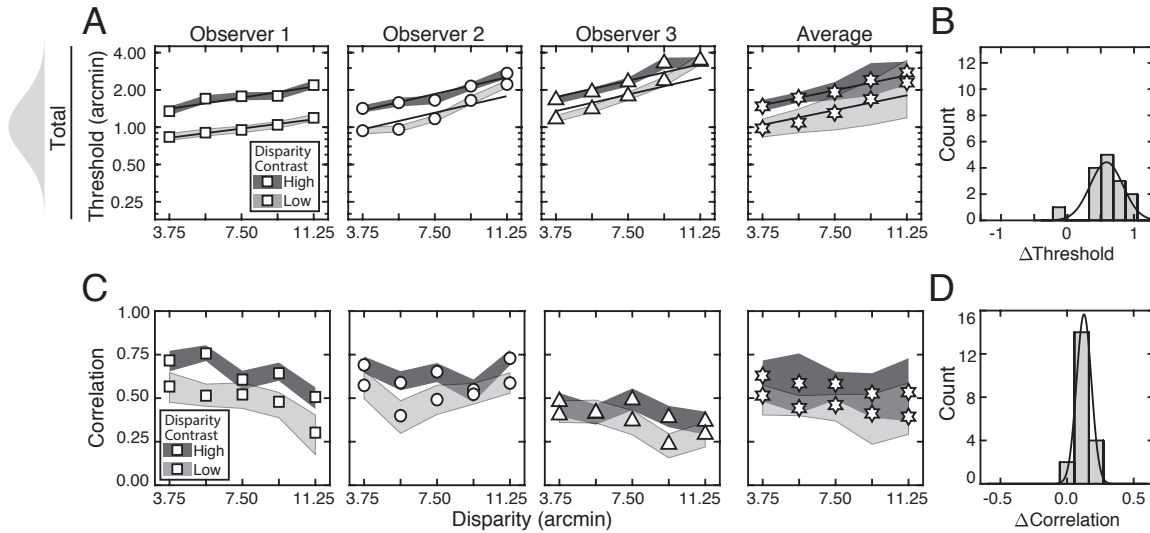 A
Observer 1
Observer 2
Observer 3
Average
B
Total
Threshold (arcmin)
4.00
2.00
1.00
0.50
0.25
Disparity
Contrast
High
Low
3.75 7.50 11.25
3.75 7.50 11.25
3.75 7.50 11.25
3.75 7.50 11.25
Count
12
10
8
6
4
2
0
-1 0 1
ΔThreshold
C
Correlation
1.00
0.75
0.50
0.25
0.00
Disparity
Contrast
High
Low
3.75 7.50 11.25
3.75 7.50 11.25
3.75 7.50 11.25
3.75 7.50 11.25
Disparity (arcmin)
D
Count
16
12
8
4
0
-0.5 0.0 0.5
ΔCorrelation